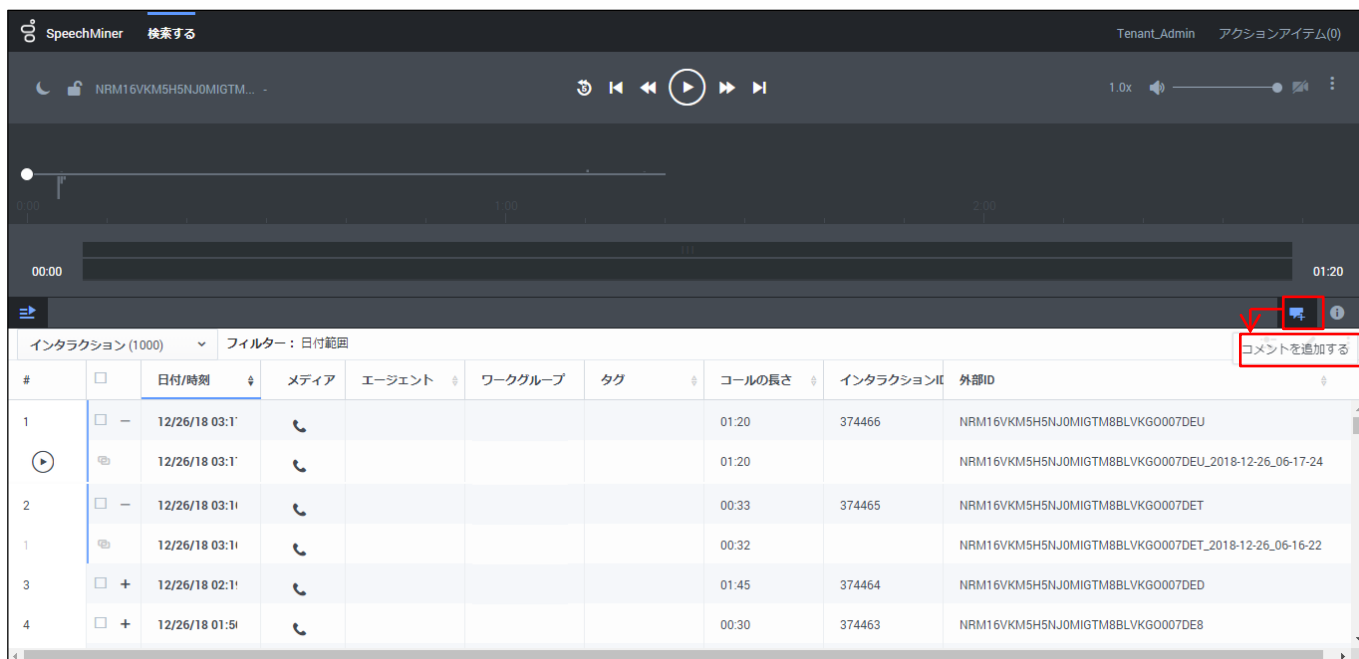 SpeechMiner 検索する Tenant_Admin アクションアイテム(0)
NRM16VKM5H5NJ0MIGTM... - 5 1.0x
0:00 1:00 2:00
00:00 01:20
インタラクション (1000) フィルター： 日付範囲 コメントを追加する
# 日付/時刻 メディア エージェント ワークグループ タグ コールの長さ インタラクションID 外部ID
1 12/26/18 03:1 01:20 374466 NRM16VKM5H5NJ0MIGTM8BLVKGO007DEU
12/26/18 03:1 01:20 NRM16VKM5H5NJ0MIGTM8BLVKGO007DEU_2018-12-26_06-17-24
2 12/26/18 03:1 00:33 374465 NRM16VKM5H5NJ0MIGTM8BLVKGO007DET
1 12/26/18 03:1 00:32 NRM16VKM5H5NJ0MIGTM8BLVKGO007DET_2018-12-26_06-16-22
3 12/26/18 02:1 01:45 374464 NRM16VKM5H5NJ0MIGTM8BLVKGO007DED
4 12/26/18 01:5 00:30 374463 NRM16VKM5H5NJ0MIGTM8BLVKGO007DE8